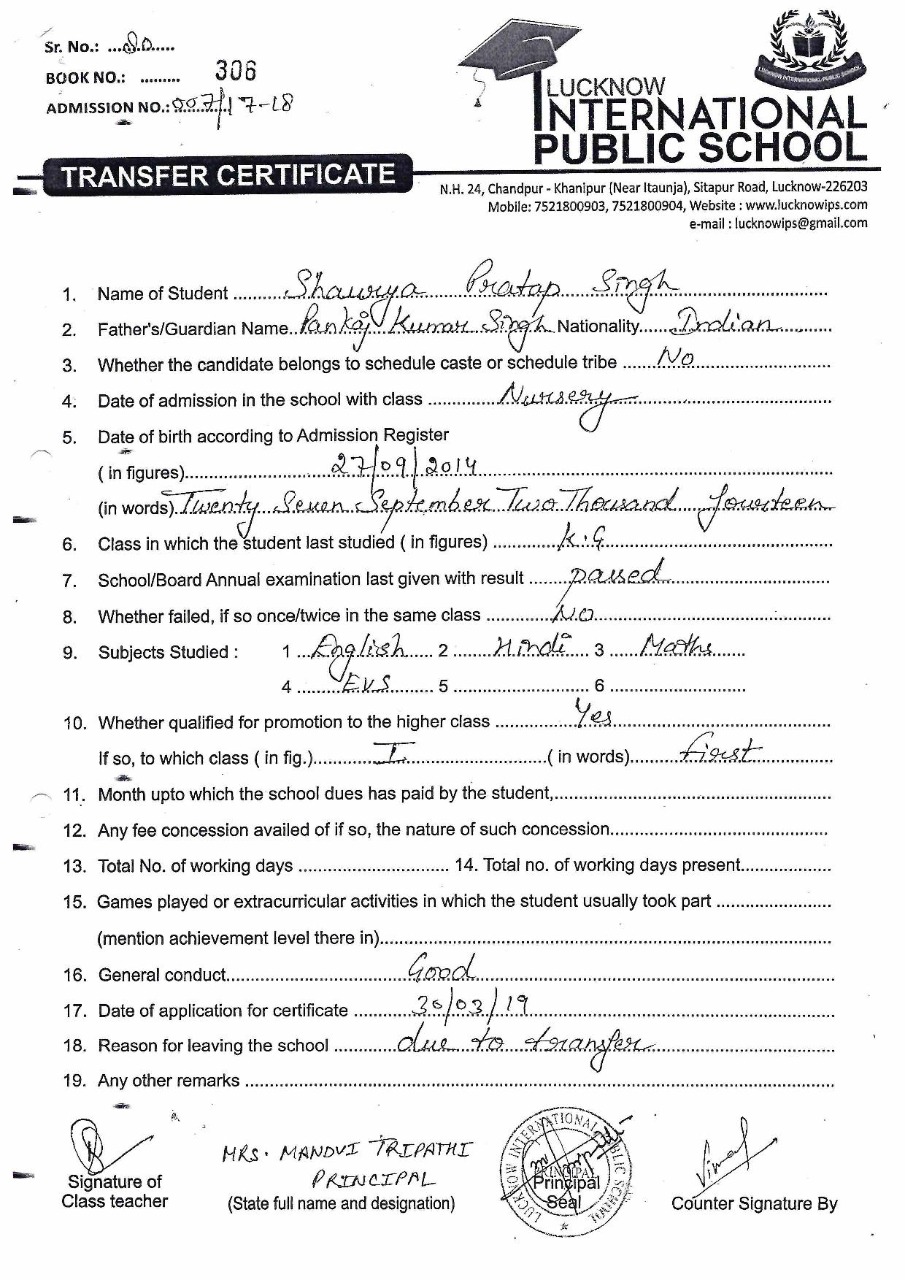 Sr. No.: ............
BOOK NO.: ......... 306
ADMISSION NO.: 007/17-18
LUCKNOW
INTERNATIONAL
PUBLIC SCHOOL
LUCKNOW INTERNATIONAL PUBLIC SCHOOL
TRANSFER CERTIFICATE
N.H. 24, Chandpur - Khanipur (Near Itaunja), Sitapur Road, Lucknow-226203
Mobile: 7521800903, 7521800904, Website : www.lucknowips.com
e-mail : lucknowips@gmail.com
1. Name of Student Shaurya Pratap Singh
2. Father's/Guardian Name Pankaj Kumar Singh Nationality Indian
3. Whether the candidate belongs to schedule caste or schedule tribe No
4. Date of admission in the school with class Nursery
5. Date of birth according to Admission Register
( in figures) 27/09/2014
(in words) Twenty Seven September Two Thousand Fourteen
6. Class in which the student last studied ( in figures) K.G
7. School/Board Annual examination last given with result passed
8. Whether failed, if so once/twice in the same class NO
9. Subjects Studied : 1 English 2 Hindi 3 Maths
4 EVS 5 6
10. Whether qualified for promotion to the higher class Yes
If so, to which class ( in fig.) I ( in words) first
11. Month upto which the school dues has paid by the student,
12. Any fee concession availed of if so, the nature of such concession
13. Total No. of working days 14. Total no. of working days present
15. Games played or extracurricular activities in which the student usually took part
(mention achievement level there in)
16. General conduct Good
17. Date of application for certificate 30/03/19
18. Reason for leaving the school due to transfer
19. Any other remarks
MRS. MANDVI TRIPATHI
PRINCIPAL
Signature of
Class teacher
(State full name and designation)
LUCKNOW INTERNATIONAL PUBLIC SCHOOL
PRINCIPAL
Principal
Seal
Vimal
Counter Signature By